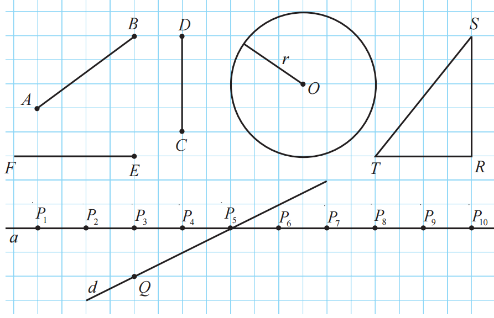 B D S
r
A O
C
F E T R
P₁ P₂ P₃ P₄ P₅ P₆ P₇ P₈ P₉ P₁₀
a
d Q